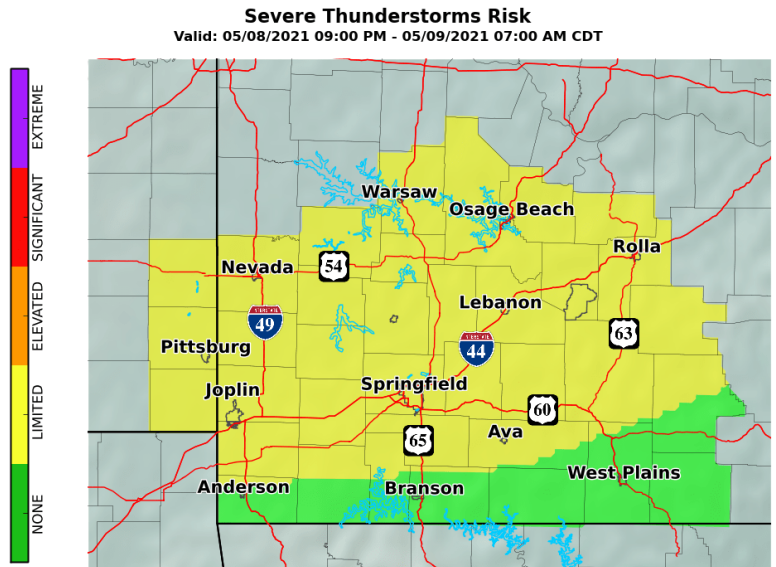 Severe Thunderstorms Risk
Valid: 05/08/2021 09:00 PM - 05/09/2021 07:00 AM CDT
EXTREME
SIGNIFICANT
ELEVATED
LIMITED
NONE
Warsaw
Osage Beach
Rolla
Nevada
54
Lebanon
49
63
44
Pittsburg
Joplin
Springfield
60
Ava
65
West Plains
Anderson
Branson